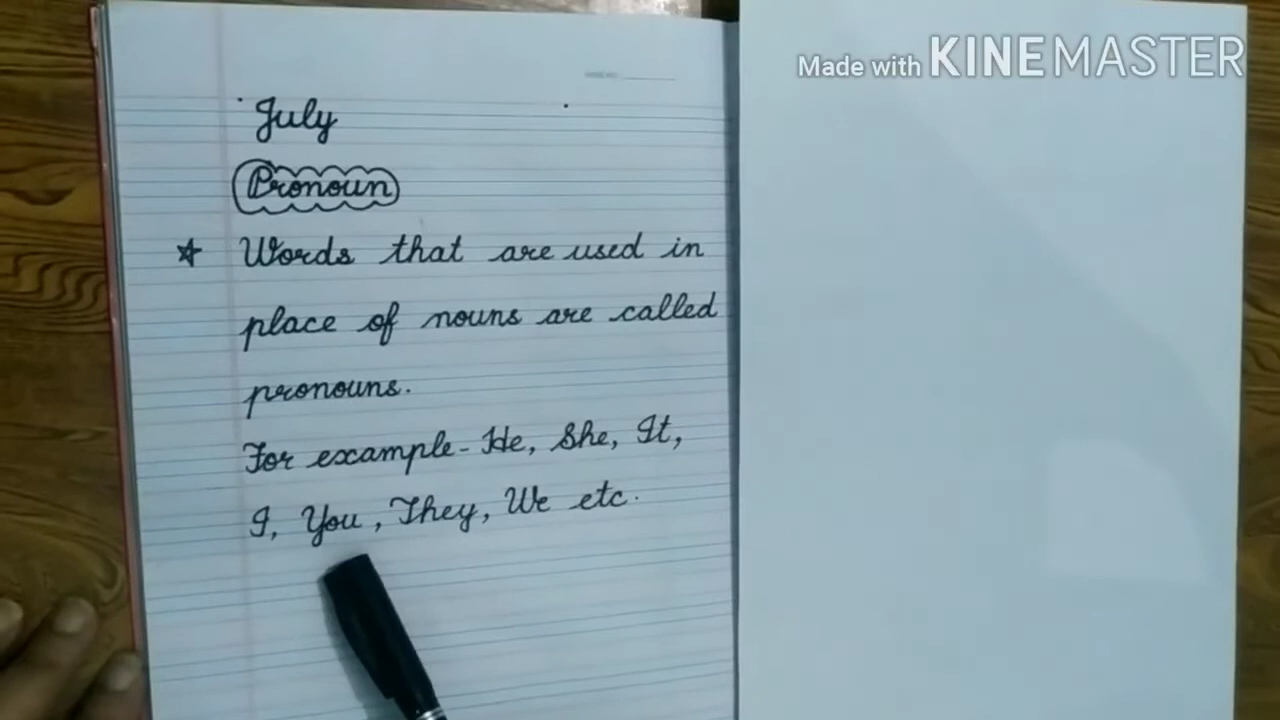 Made with KINEMASTER
July
Pronoun
☆ Words that are used in
place of nouns are called
pronouns.
For example - He, She, It,
I, You, They, We etc.